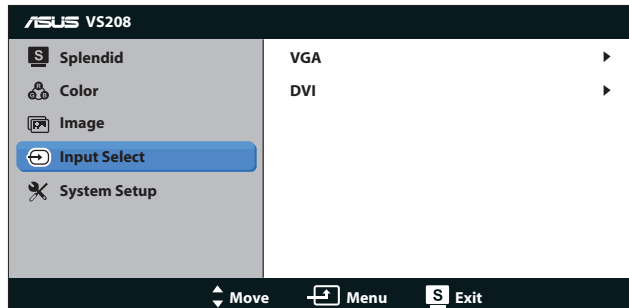 ASUS VS208
S Splendid
R G B Color
Image
Input Select
System Setup
VGA
DVI
Move Menu S Exit